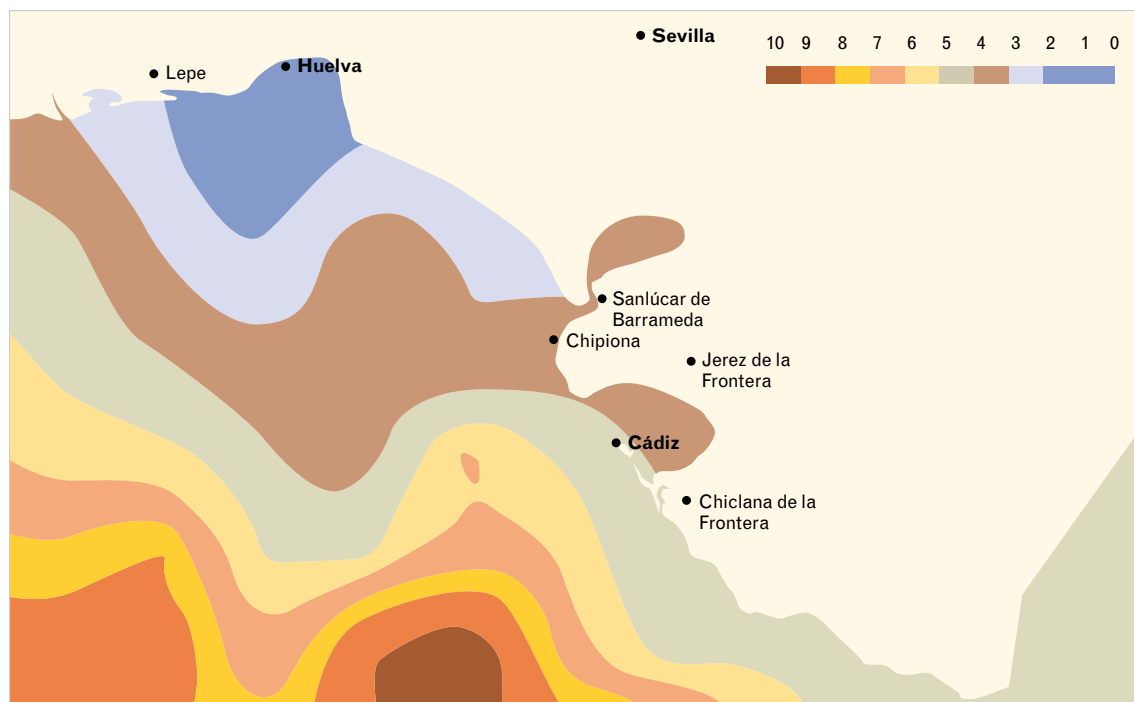 Sevilla
10 9 8 7 6 5 4 3 2 1 0
Lepe
Huelva
Sanlúcar de
Barrameda
Chipiona
Jerez de la
Frontera
Cádiz
Chiclana de la
Frontera